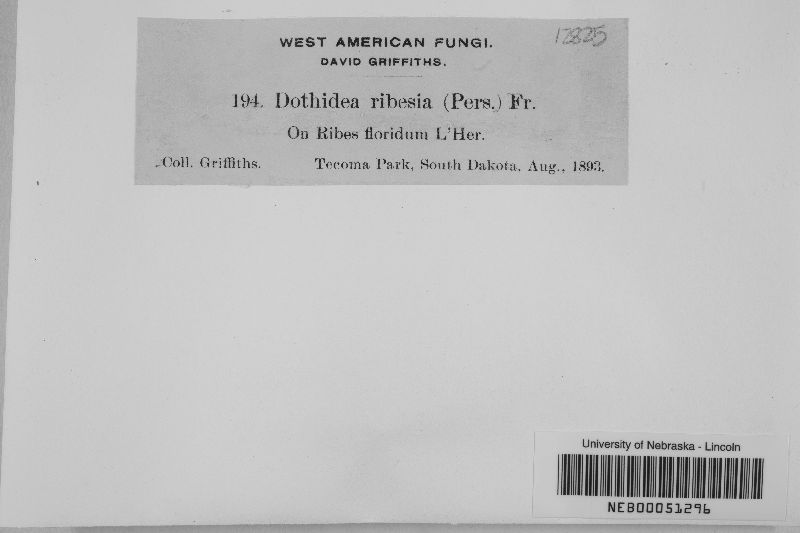 WEST AMERICAN FUNGI.
17825
DAVID GRIFFITHS.
194. Dothidea ribesia (Pers.) Fr.
On Ribes floridum L'Her.
Coll. Griffiths. Tecoma Park, South Dakota, Aug., 1893.
University of Nebraska - Lincoln
NEB00051296